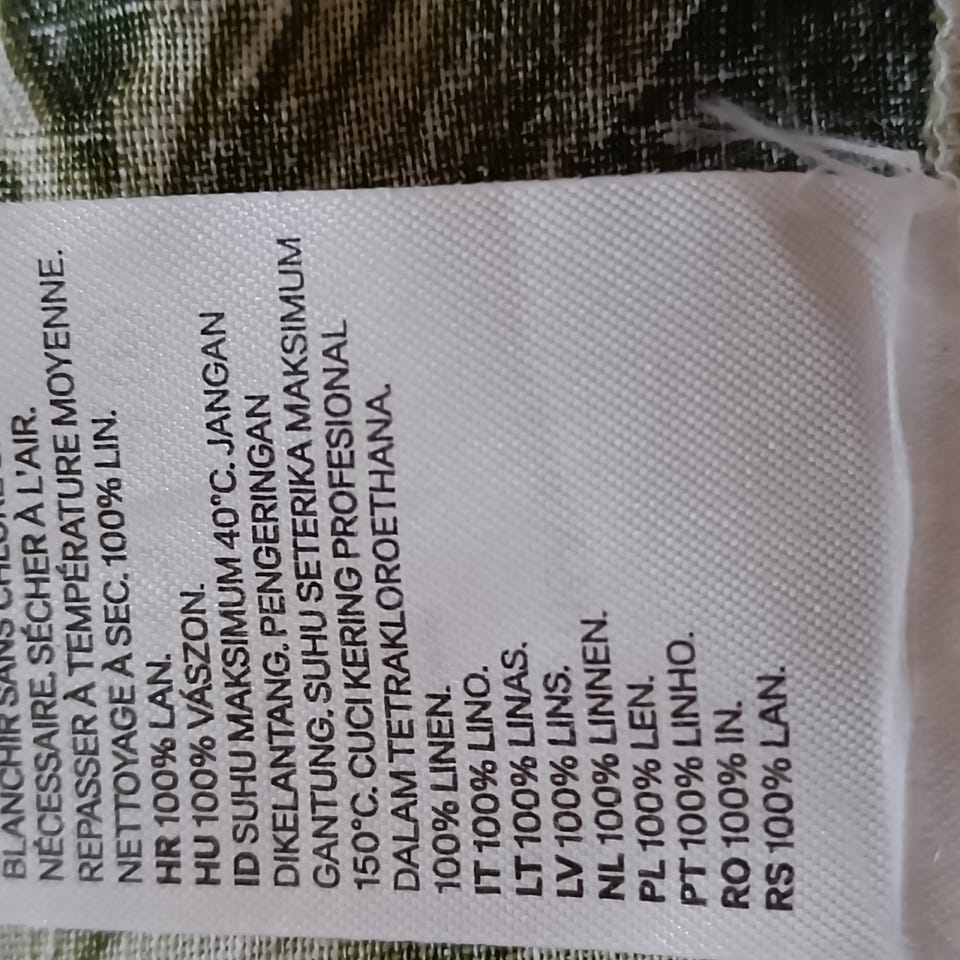 BLANCHIR SANS
NÉCESSAIRE. SÉCHER À L'AIR.
REPASSER À TEMPÉRATURE MOYENNE.
NETTOYAGE À SEC. 100% LIN.
HR 100% LAN.
HU 100% VÁSZON.
ID SUHU MAKSIMUM 40°C. JANGAN
DIKELANTANG. PENGERINGAN
GANTUNG. SUHU SETERIKA MAKSIMUM
150°C. CUCI KERING PROFESIONAL
DALAM TETRAKLOROETHANA.
100% LINEN.
IT 100% LINO.
LT 100% LINAS.
LV 100% LINS.
NL 100% LINNEN.
PL 100% LEN.
PT 100% LINHO.
RO 100% IN.
RS 100% LAN.